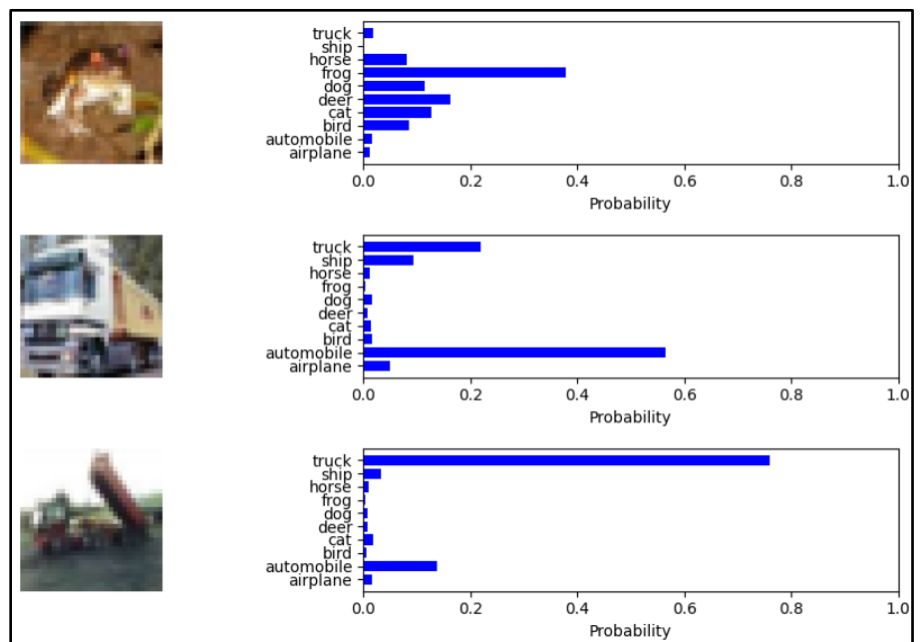 truck
ship
horse
frog
dog
deer
cat
bird
automobile
airplane
0.0 0.2 0.4 0.6 0.8 1.0
Probability
truck
ship
horse
frog
dog
deer
cat
bird
automobile
airplane
0.0 0.2 0.4 0.6 0.8 1.0
Probability
truck
ship
horse
frog
dog
deer
cat
bird
automobile
airplane
0.0 0.2 0.4 0.6 0.8 1.0
Probability